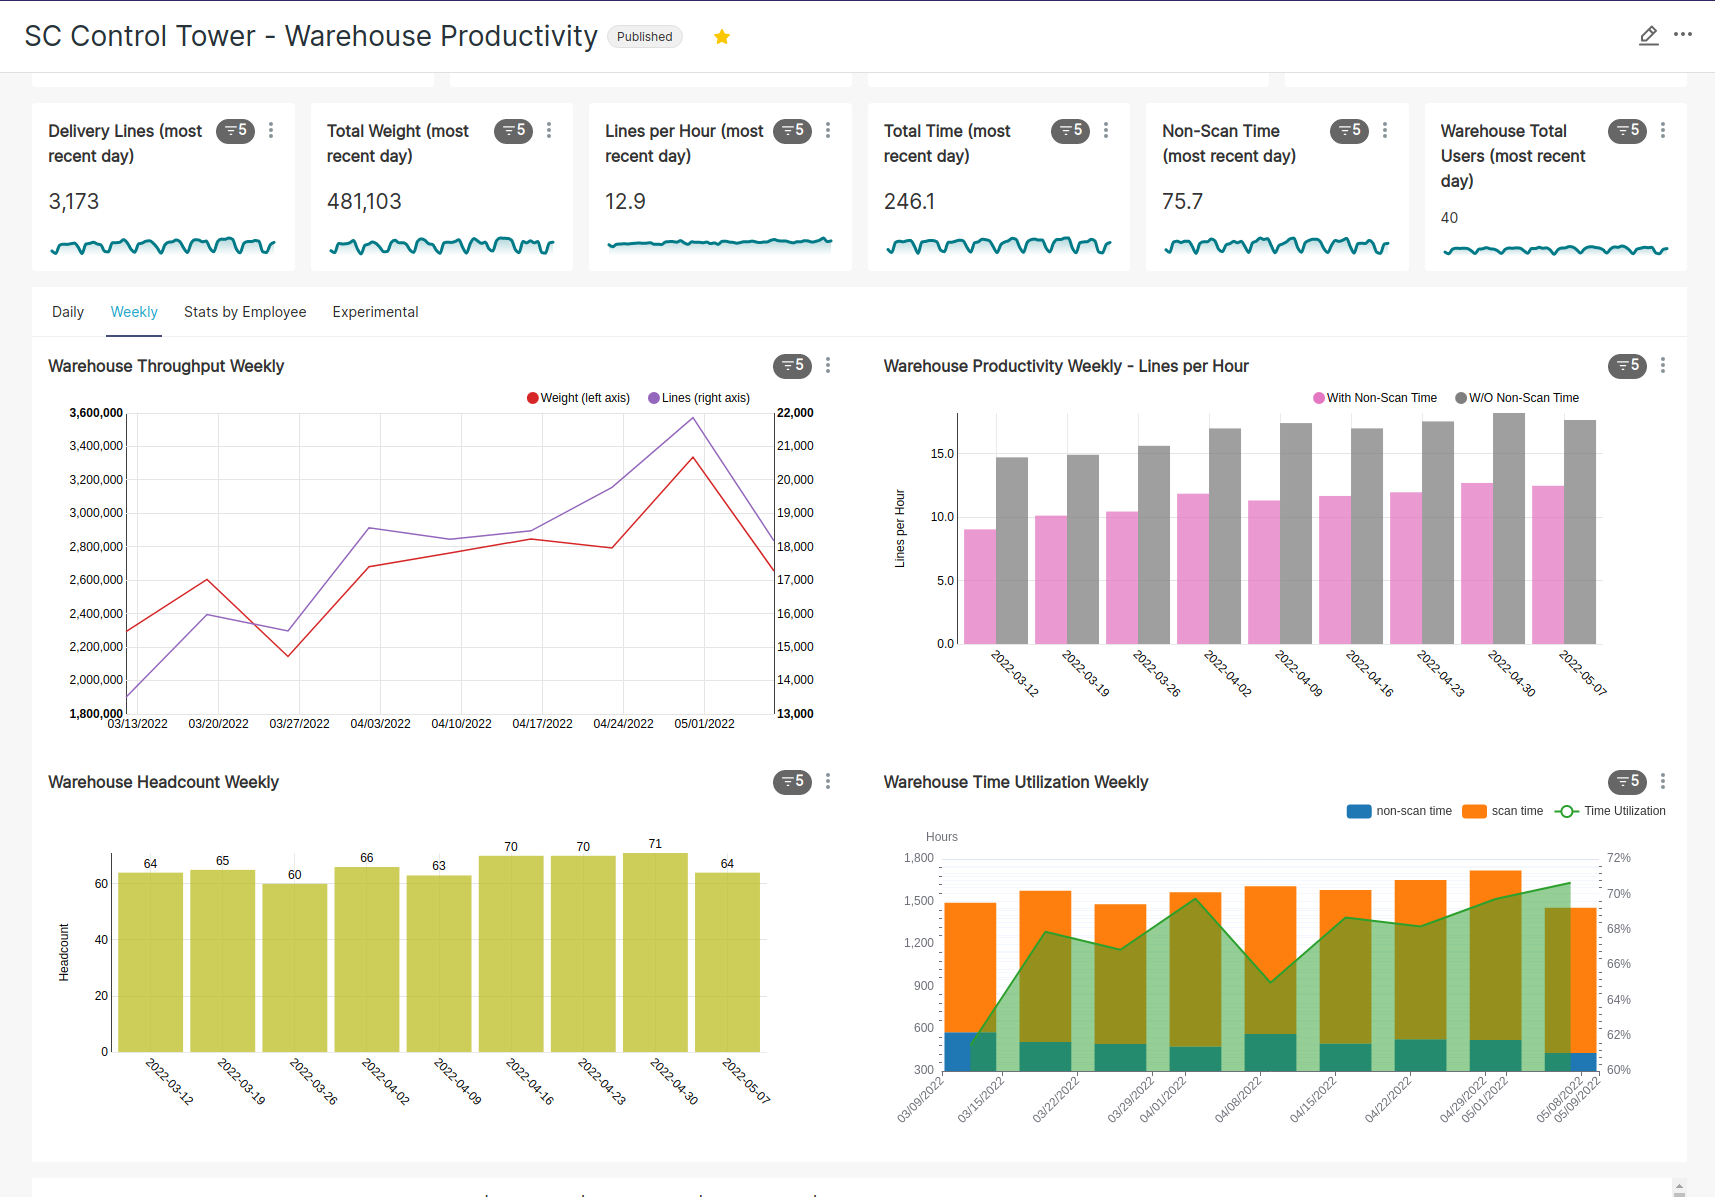 SC Control Tower - Warehouse Productivity Published
Delivery Lines (most recent day) 5
3,173
Total Weight (most recent day) 5
481,103
Lines per Hour (most recent day) 5
12.9
Total Time (most recent day) 5
246.1
Non-Scan Time (most recent day) 5
75.7
Warehouse Total Users (most recent day) 5
40
Daily Weekly Stats by Employee Experimental
Warehouse Throughput Weekly 5
Weight (left axis) Lines (right axis)
3,600,000 22,000
3,400,000 21,000
3,200,000 20,000
3,000,000 19,000
2,800,000 18,000
2,600,000 17,000
2,400,000 16,000
2,200,000 15,000
2,000,000 14,000
1,800,000 13,000
03/13/2022 03/20/2022 03/27/2022 04/03/2022 04/10/2022 04/17/2022 04/24/2022 05/01/2022
Warehouse Productivity Weekly - Lines per Hour 5
With Non-Scan Time W/O Non-Scan Time
Lines per Hour
15.0
10.0
5.0
0.0
2022-03-12 2022-03-19 2022-03-26 2022-04-02 2022-04-09 2022-04-16 2022-04-23 2022-04-30 2022-05-07
Warehouse Headcount Weekly 5
64 65 60 66 63 70 70 71 64
Headcount
60
40
20
0
2022-03-12 2022-03-19 2022-03-26 2022-04-02 2022-04-09 2022-04-16 2022-04-23 2022-04-30 2022-05-07
Warehouse Time Utilization Weekly 5
non-scan time scan time Time Utilization
Hours
1,800 72%
1,500 70%
1,200 68%
900 66%
600 64%
300 62%
60%
03/09/2022 03/15/2022 03/22/2022 03/29/2022 04/01/2022 04/08/2022 04/15/2022 04/22/2022 04/29/2022 05/01/2022 05/08/2022 05/09/2022